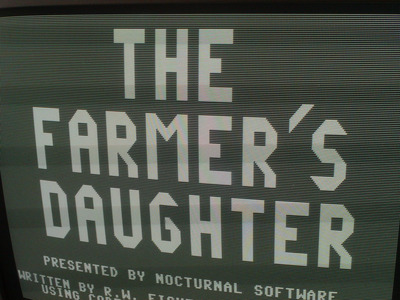 THE
FARMER'S
DAUGHTER
PRESENTED BY NOCTURNAL SOFTWARE
WRITTEN BY R.W.
USING